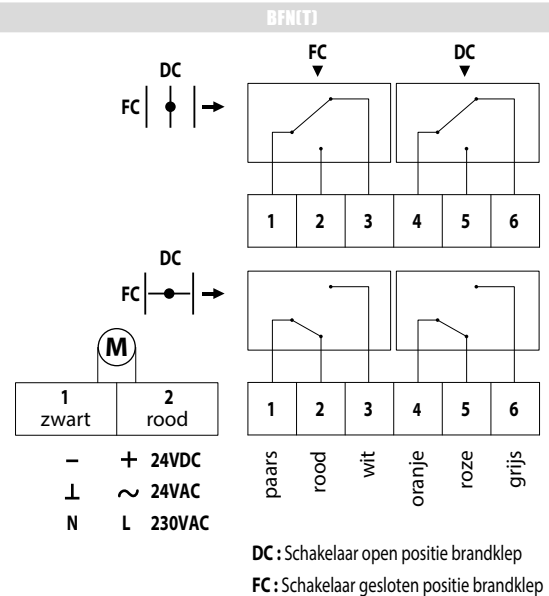 BFN(T)
FC DC
DC
FC
1 2 3 4 5 6
DC
FC
M
1 2
zwart rood
1 2 3 4 5 6
paars rood wit oranje roze grijs
− + 24VDC
⊥ ~ 24VAC
N L 230VAC
DC : Schakelaar open positie brandklep
FC : Schakelaar gesloten positie brandklep